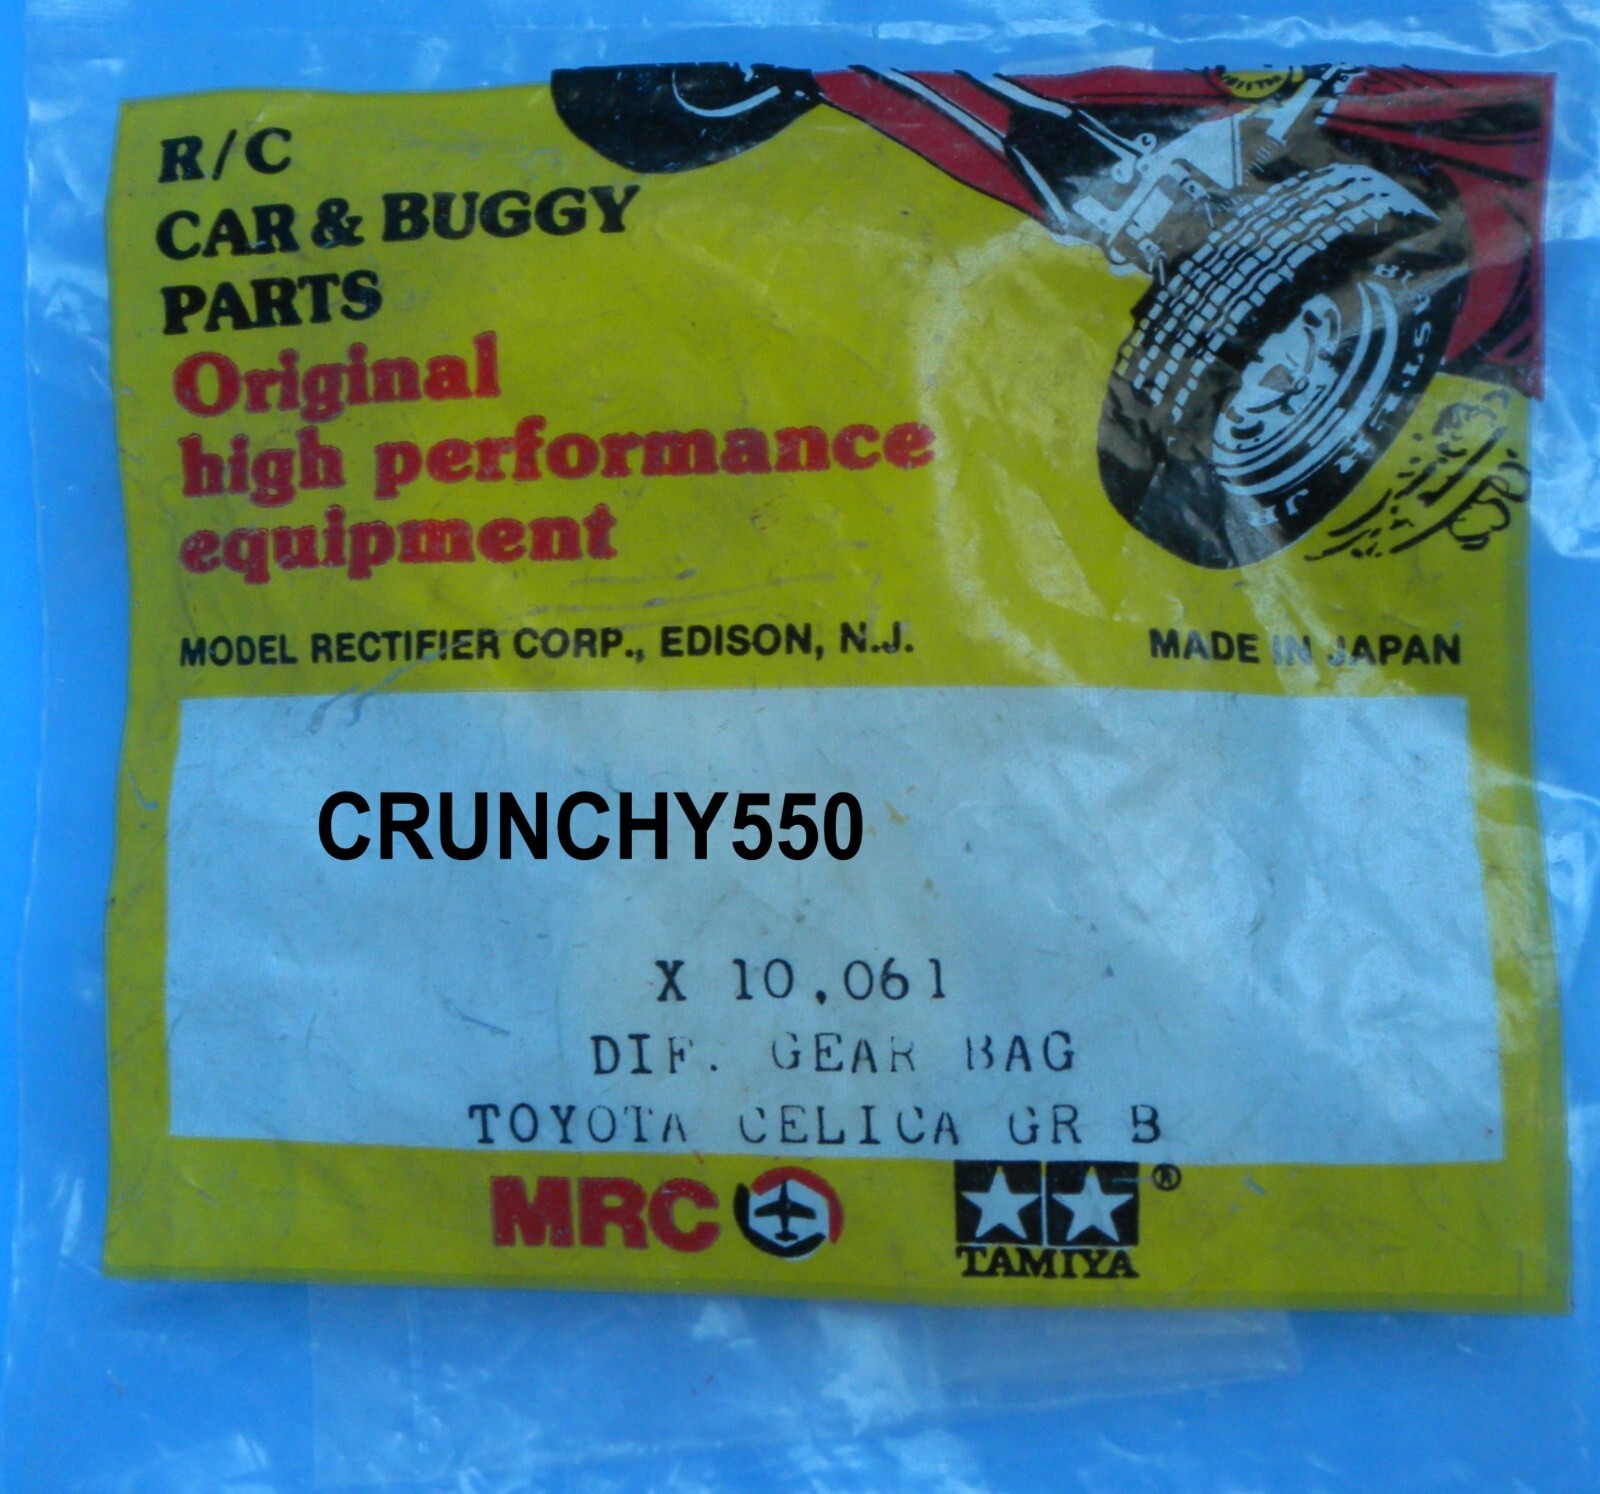 R/C
CAR & BUGGY
PARTS
Original
high performance
equipment
MODEL RECTIFIER CORP., EDISON, N.J.
MADE IN JAPAN
CRUNCHY550
X 10,061
DIF. GEAR BAG
TOYOTA CELICA GR B
MRC
TAMIYA